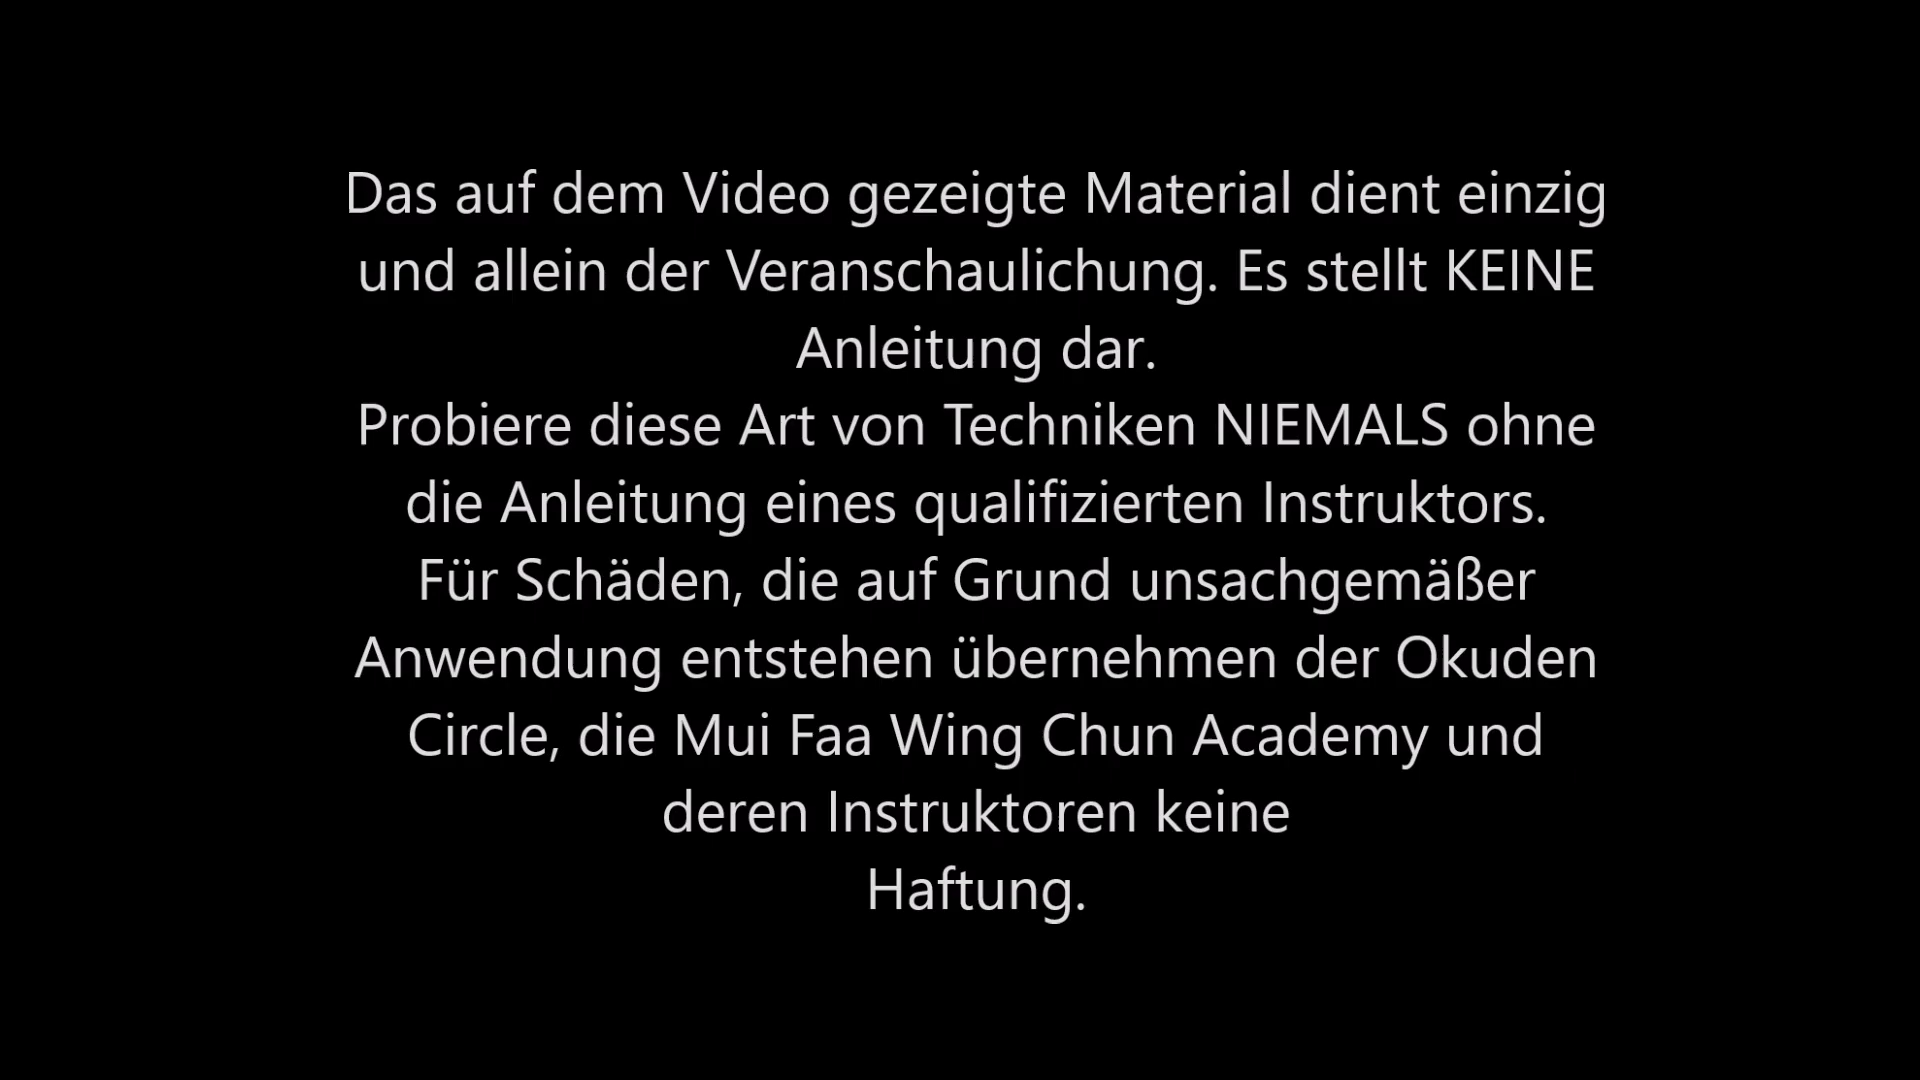 Das auf dem Video gezeigte Material dient einzig
und allein der Veranschaulichung. Es stellt KEINE
Anleitung dar.
Probiere diese Art von Techniken NIEMALS ohne
die Anleitung eines qualifizierten Instruktors.
Für Schäden, die auf Grund unsachgemäßer
Anwendung entstehen übernehmen der Okuden
Circle, die Mui Faa Wing Chun Academy und
deren Instruktoren keine
Haftung.